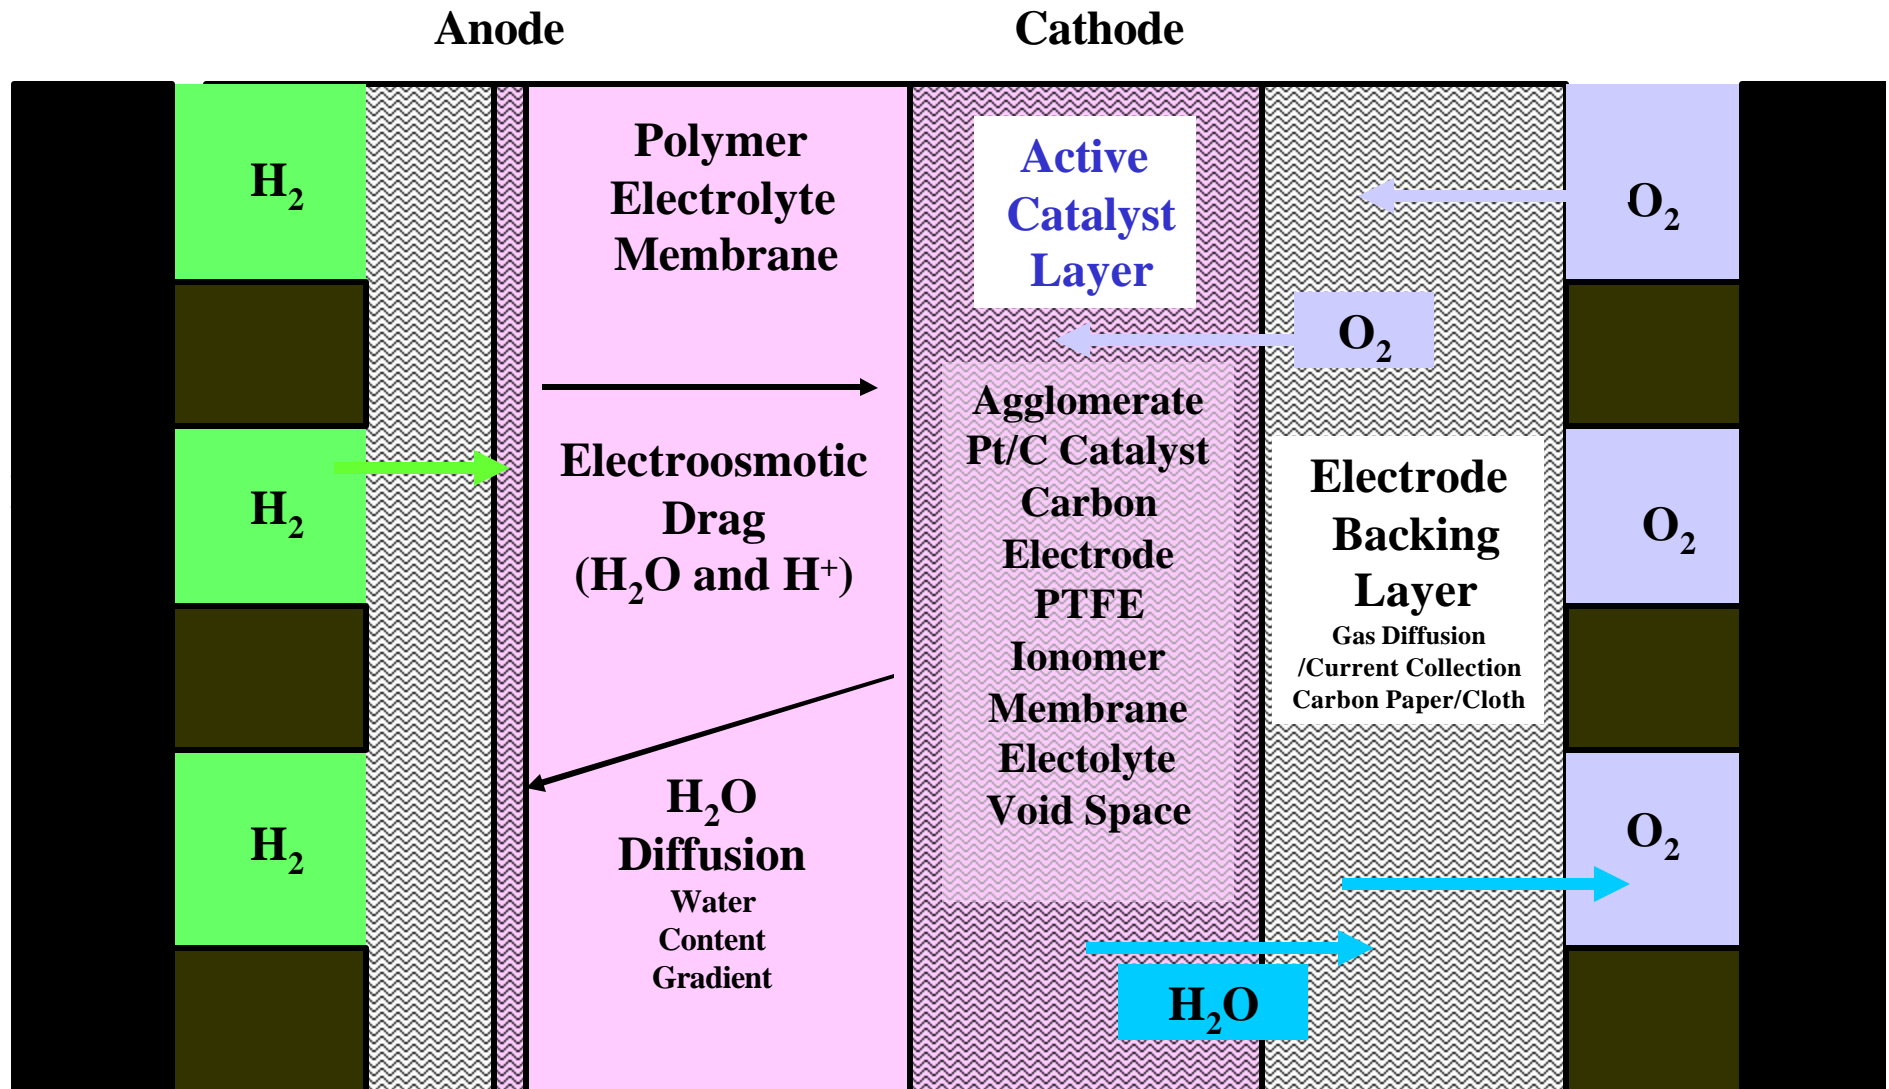 Anode
Cathode
H₂
H₂
H₂
Polymer
Electrolyte
Membrane
Electroosmotic
Drag
(H₂O and H⁺)
H₂O
Diffusion
Water
Content
Gradient
Active
Catalyst
Layer
Agglomerate
Pt/C Catalyst
Carbon
Electrode
PTFE
Ionomer
Membrane
Electolyte
Void Space
H₂O
O₂
Electrode
Backing
Layer
Gas Diffusion
/Current Collection
Carbon Paper/Cloth
O₂
O₂
O₂